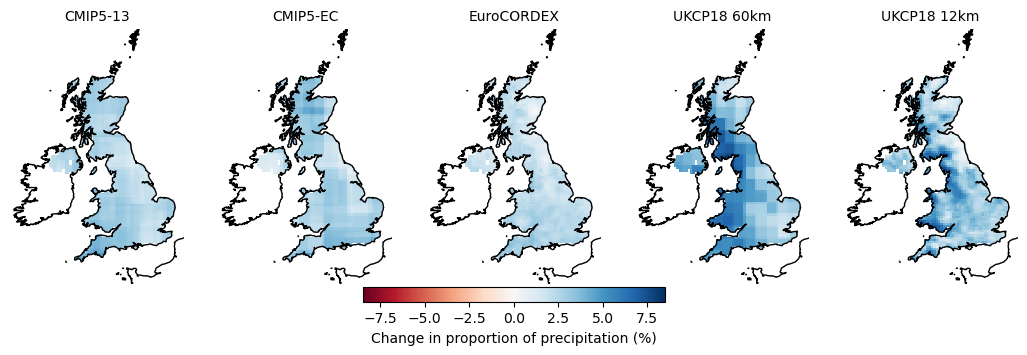 CMIP5-13 CMIP5-EC EuroCORDEX UKCP18 60km UKCP18 12km
−7.5 −5.0 −2.5 0.0 2.5 5.0 7.5
Change in proportion of precipitation (%)